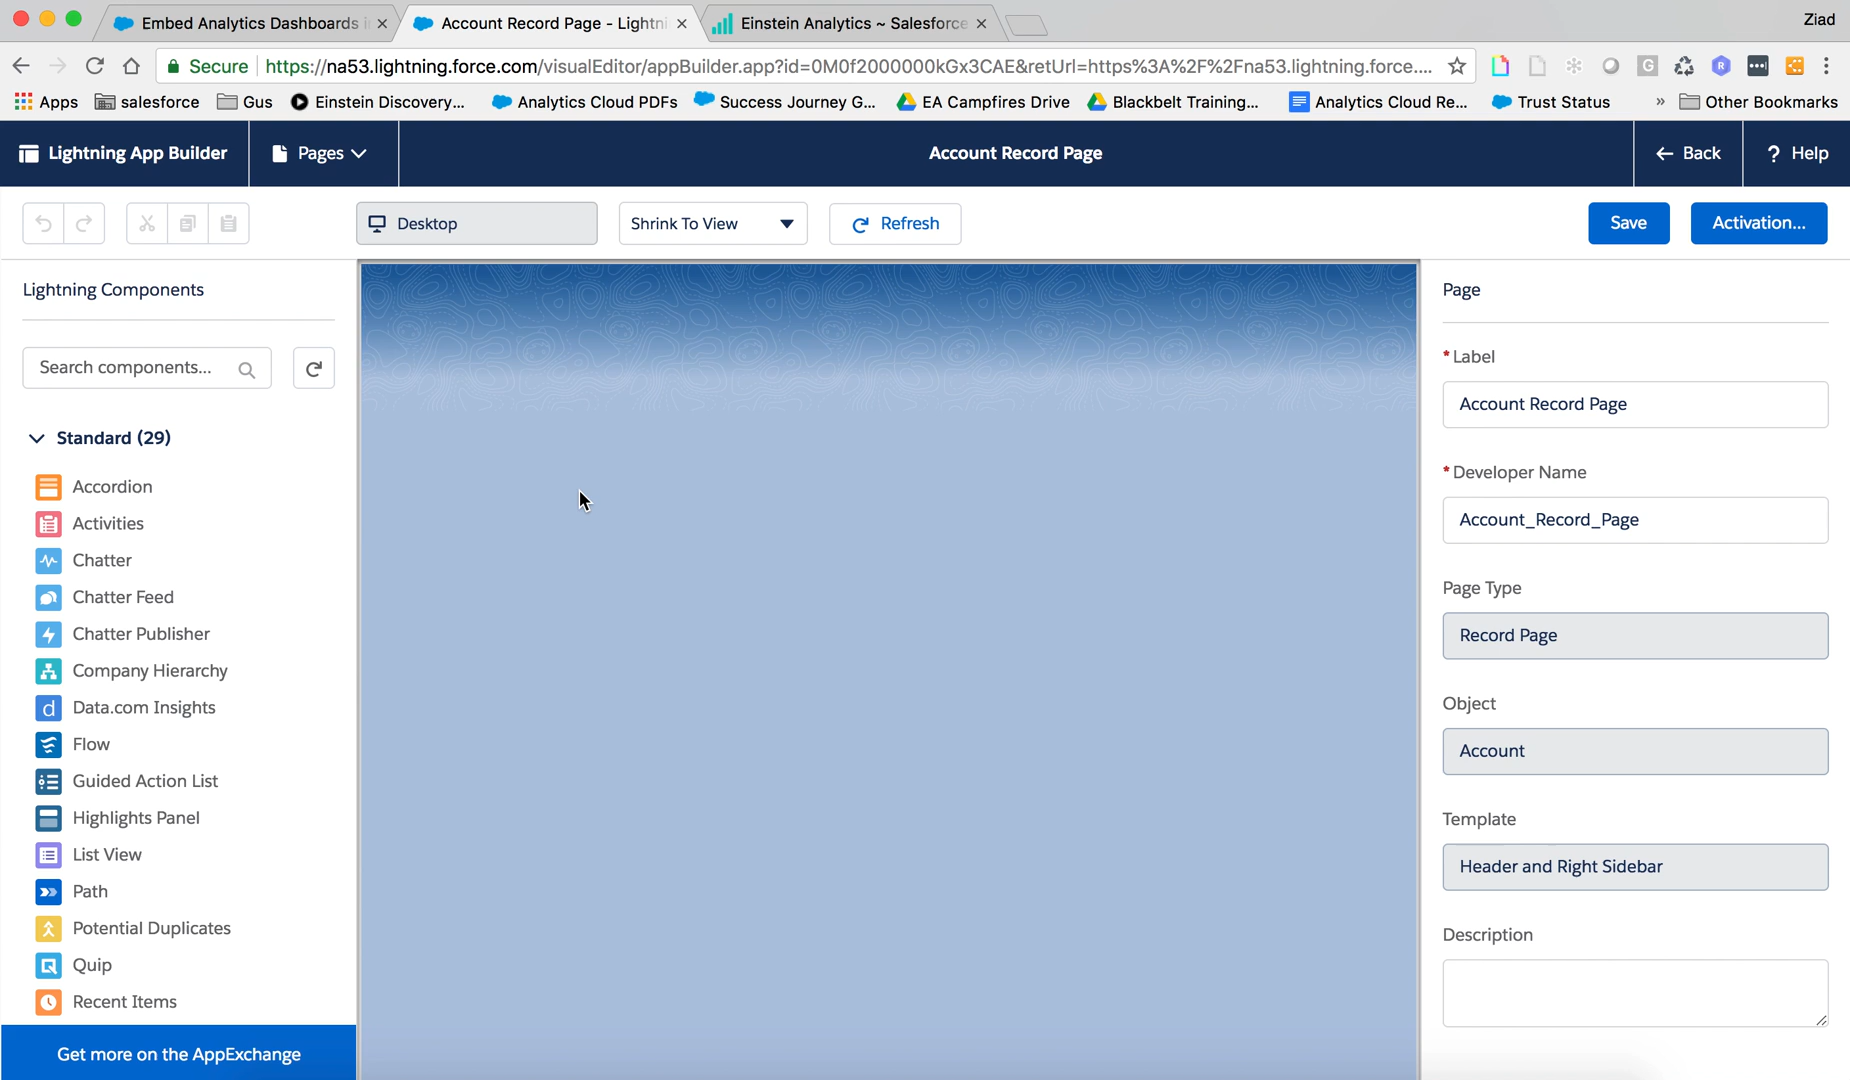 Embed Analytics Dashboards i
Account Record Page - Lightni
Einstein Analytics ~ Salesforce
Ziad
Secure https://na53.lightning.force.com/visualEditor/appBuilder.app?id=0M0f2000000kGx3CAE&retUrl=https%3A%2F%2Fna53.lightning.force....
Apps salesforce Gus Einstein Discovery... Analytics Cloud PDFs Success Journey G... EA Campfires Drive Blackbelt Training... Analytics Cloud Re... Trust Status » Other Bookmarks
Lightning App Builder Pages Account Record Page Back ? Help
Desktop Shrink To View Refresh Save Activation...
Lightning Components
Search components...
Standard (29)
Accordion
Activities
Chatter
Chatter Feed
Chatter Publisher
Company Hierarchy
Data.com Insights
Flow
Guided Action List
Highlights Panel
List View
Path
Potential Duplicates
Quip
Recent Items
Get more on the AppExchange
Page
* Label
Account Record Page
* Developer Name
Account_Record_Page
Page Type
Record Page
Object
Account
Template
Header and Right Sidebar
Description